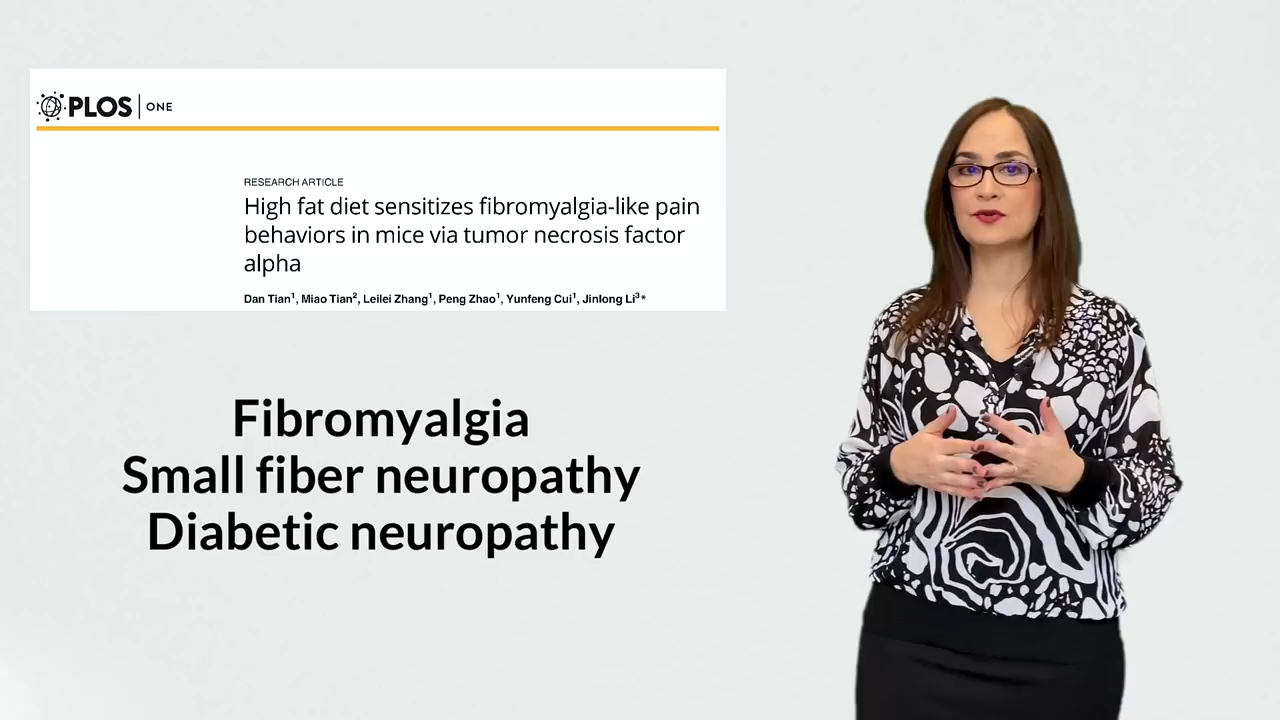 PLOS ONE
RESEARCH ARTICLE
High fat diet sensitizes fibromyalgia-like pain
behaviors in mice via tumor necrosis factor
alpha
Dan Tian1, Miao Tian2, Leilei Zhang1, Peng Zhao1, Yunfeng Cui1, Jinlong Li3*
Fibromyalgia
Small fiber neuropathy
Diabetic neuropathy